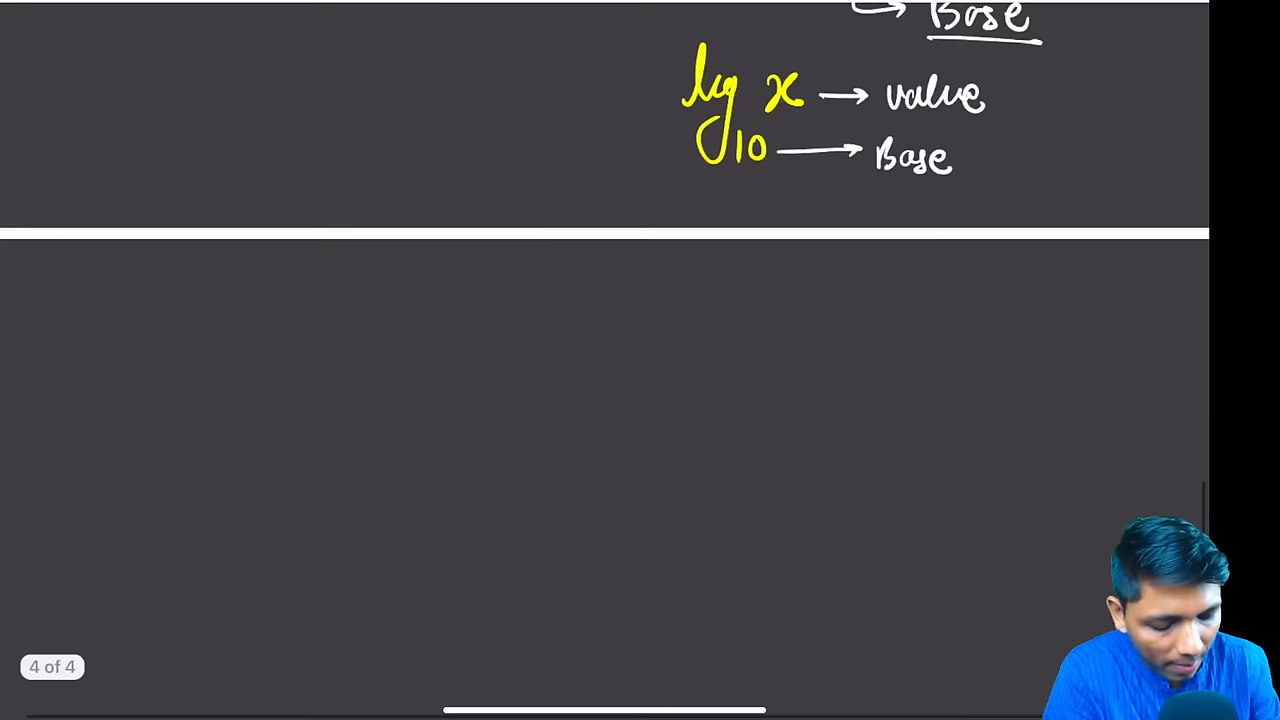 → Base
log x → value
10 → Base
4 of 4